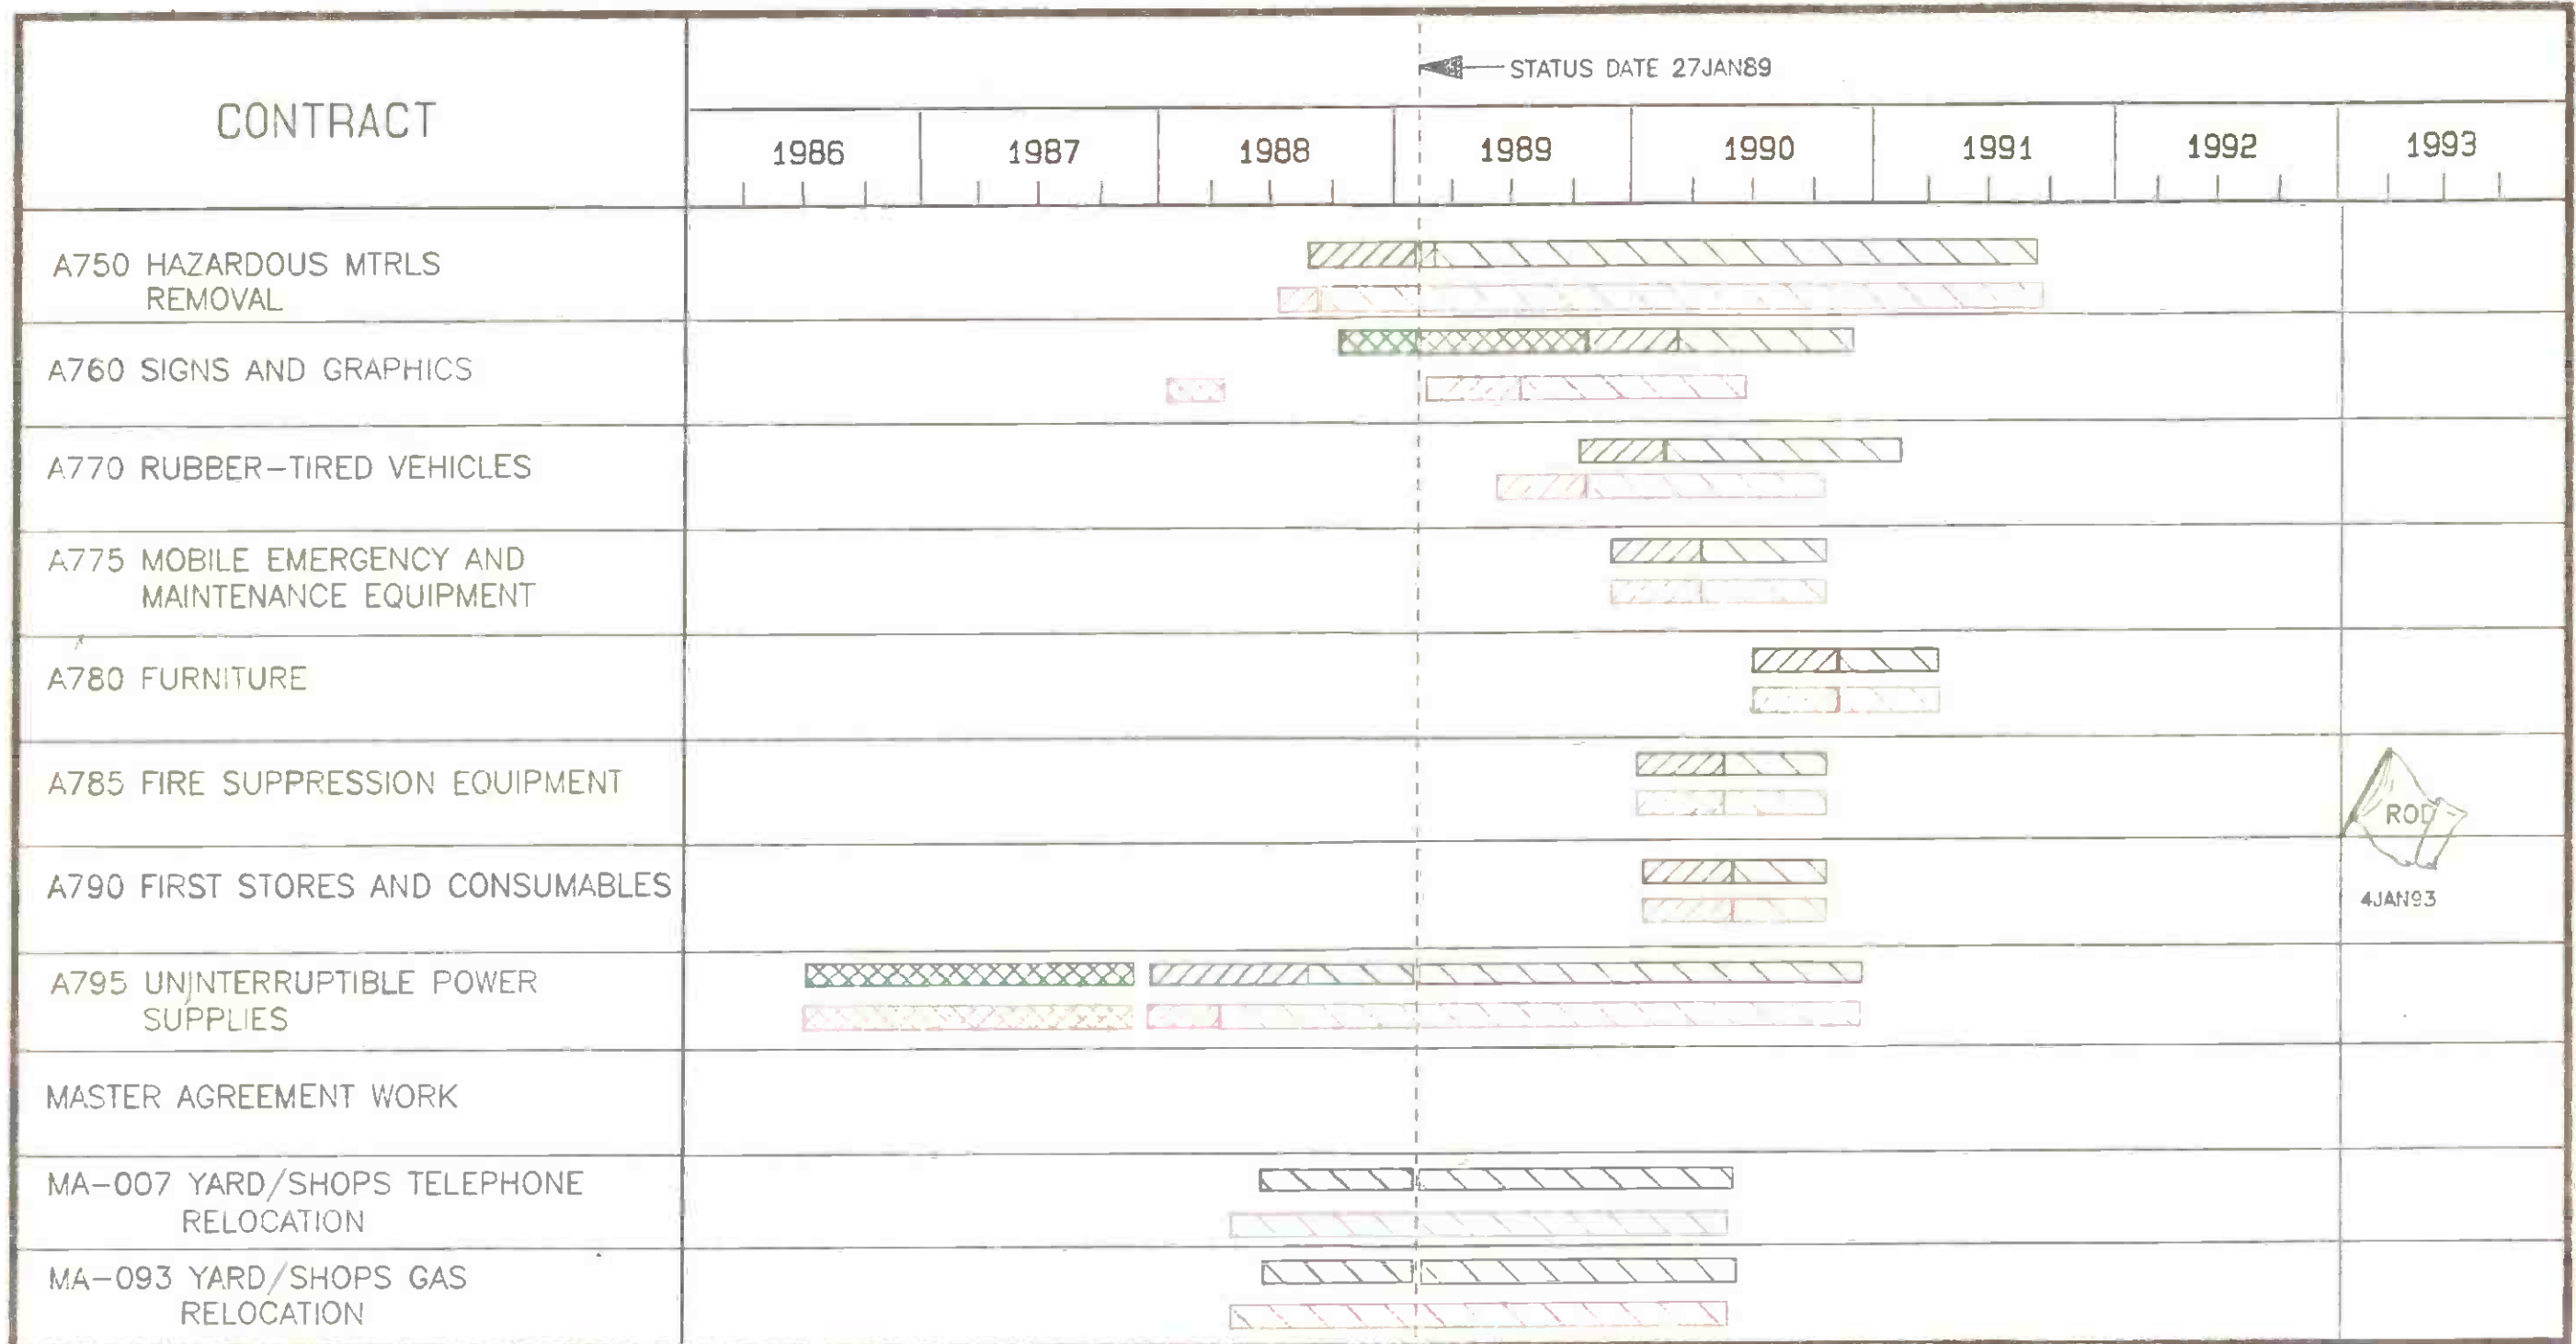 STATUS DATE 27JAN89
CONTRACT
1986 1987 1988 1989 1990 1991 1992 1993
A750 HAZARDOUS MTRLS
REMOVAL
A760 SIGNS AND GRAPHICS
A770 RUBBER-TIRED VEHICLES
A775 MOBILE EMERGENCY AND
MAINTENANCE EQUIPMENT
A780 FURNITURE
A785 FIRE SUPPRESSION EQUIPMENT
ROD
A790 FIRST STORES AND CONSUMABLES
4JAN93
A795 UNINTERRUPTIBLE POWER
SUPPLIES
MASTER AGREEMENT WORK
MA-007 YARD/SHOPS TELEPHONE
RELOCATION
MA-093 YARD/SHOPS GAS
RELOCATION